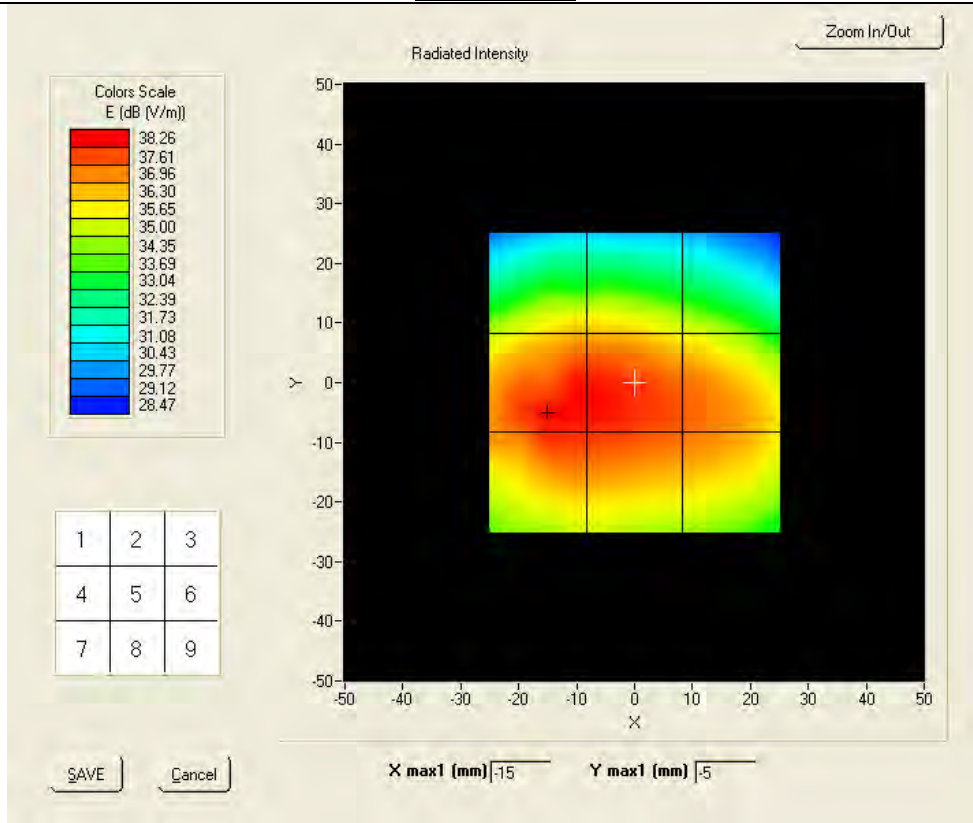 Zoom In/Out
Radiated Intensity
Colors Scale
E (dB (V/m))
38.26
37.61
36.96
36.30
35.65
35.00
34.35
33.69
33.04
32.39
31.73
31.08
30.43
29.77
29.12
28.47
50
40
30
20
10
0
-10
-20
-30
-40
-50
Y
-50 -40 -30 -20 -10 0 10 20 30 40 50
X
1 2 3
4 5 6
7 8 9
SAVE Cancel
X max1 (mm) -15 Y max1 (mm) -5